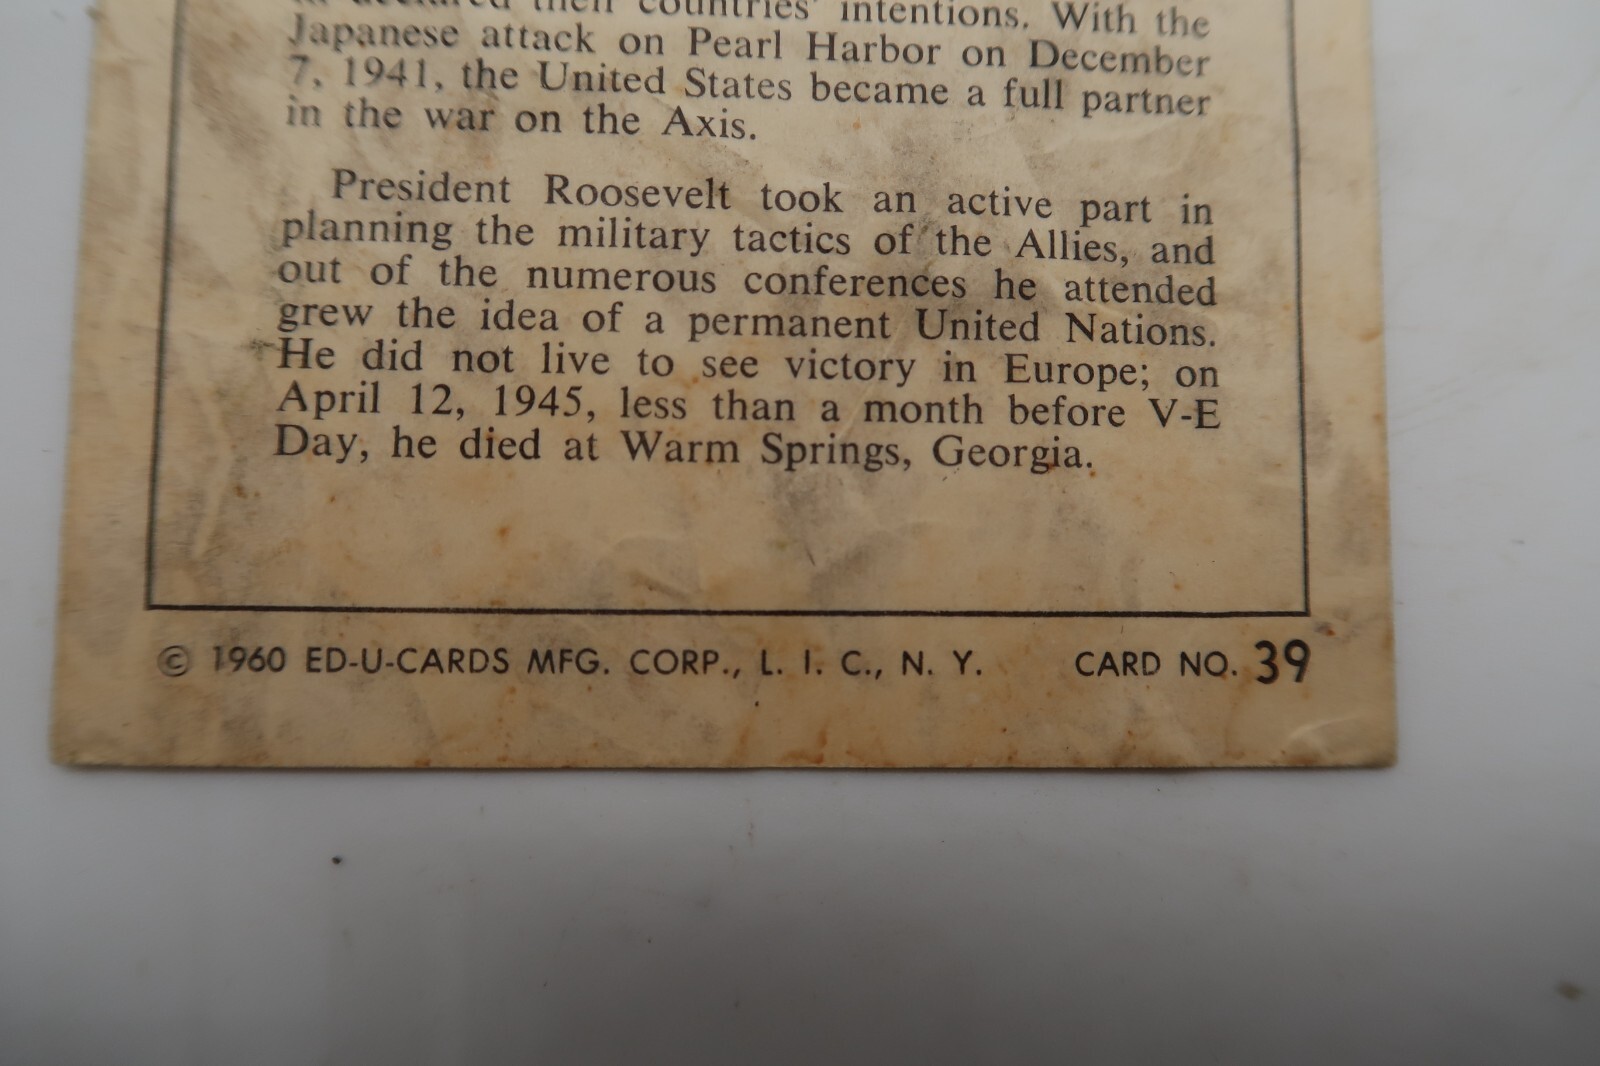 declared their countries' intentions. With the
Japanese attack on Pearl Harbor on December
7, 1941, the United States became a full partner
in the war on the Axis.
President Roosevelt took an active part in
planning the military tactics of the Allies, and
out of the numerous conferences he attended
grew the idea of a permanent United Nations.
He did not live to see victory in Europe; on
April 12, 1945, less than a month before V-E
Day, he died at Warm Springs, Georgia.
© 1960 ED-U-CARDS MFG. CORP., L. I. C., N. Y. CARD NO. 39